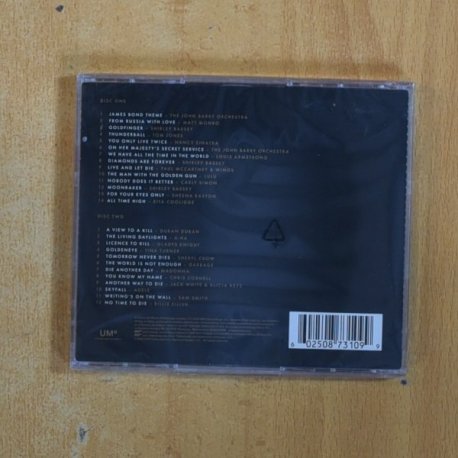 DISC ONE
1 JAMES BOND THEME - THE JOHN BARRY ORCHESTRA
2 FROM RUSSIA WITH LOVE - MATT MONRO
3 GOLDFINGER - SHIRLEY BASSEY
4 THUNDERBALL - TOM JONES
5 YOU ONLY LIVE TWICE - NANCY SINATRA
6 ON HER MAJESTY'S SECRET SERVICE - THE JOHN BARRY ORCHESTRA
7 WE HAVE ALL THE TIME IN THE WORLD - LOUIS ARMSTRONG
8 DIAMONDS ARE FOREVER - SHIRLEY BASSEY
9 LIVE AND LET DIE - PAUL MCCARTNEY & WINGS
10 THE MAN WITH THE GOLDEN GUN - LULU
11 NOBODY DOES IT BETTER - CARLY SIMON
12 MOONRAKER - SHIRLEY BASSEY
13 FOR YOUR EYES ONLY - SHEENA EASTON
14 ALL TIME HIGH - RITA COOLIDGE
DISC TWO
1 A VIEW TO A KILL - DURAN DURAN
2 THE LIVING DAYLIGHTS - A-HA
3 LICENCE TO KILL - GLADYS KNIGHT
4 GOLDENEYE - TINA TURNER
5 TOMORROW NEVER DIES - SHERYL CROW
6 THE WORLD IS NOT ENOUGH - GARBAGE
7 DIE ANOTHER DAY - MADONNA
8 YOU KNOW MY NAME - CHRIS CORNELL
9 ANOTHER WAY TO DIE - JACK WHITE & ALICIA KEYS
10 SKYFALL - ADELE
11 WRITING'S ON THE WALL - SAM SMITH
12 NO TIME TO DIE - BILLIE EILISH
UMe
6 02508 73109 9